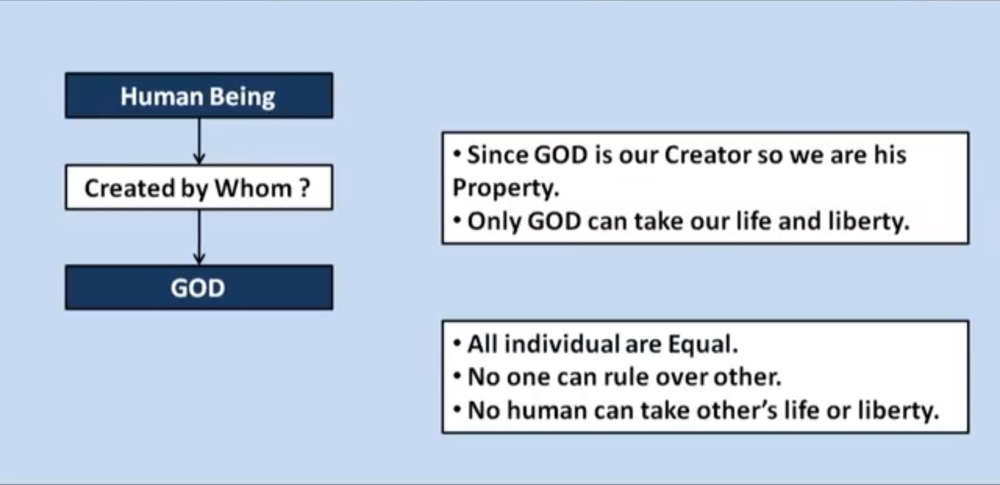 Human Being
Created by Whom ?
GOD
• Since GOD is our Creator so we are his
Property.
• Only GOD can take our life and liberty.
• All individual are Equal.
• No one can rule over other.
• No human can take other’s life or liberty.